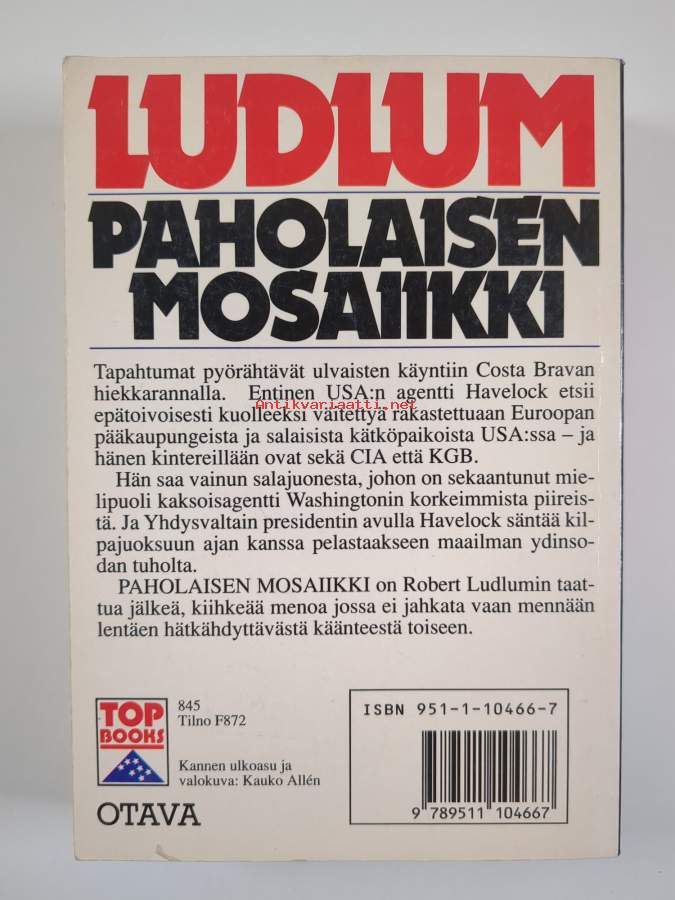 LUDLUM
PAHOLAISEN
MOSAIIKKI
Tapahtumat pyörähtävät ulvaisten käyntiin Costa Bravan
hiekkarannalla. Entinen USA:n agentti Havelock etsii
Antikvariaatti.net
epätoivoisesti kuolleeksi väitettyä rakastettuaan Euroopan
pääkaupungeista ja salaisista kätköpaikoista USA:ssa – ja
hänen kintereillään ovat sekä CIA että KGB.
Hän saa vainun salajuonesta, johon on sekaantunut mie-
lipuoli kaksoisagentti Washingtonin korkeimmista piireis-
tä. Ja Yhdysvaltain presidentin avulla Havelock säntää kil-
pajuoksuun ajan kanssa pelastaakseen maailman ydinso-
dan tuholta.
PAHOLAISEN MOSAIIKKI on Robert Ludlumin taat-
tua jälkeä, kiihkeää menoa jossa ei jahkata vaan mennään
lentäen hätkähdyttävästä käänteestä toiseen.
TOP
BOOKS
845
Tilno F872
Kannen ulkoasu ja
valokuva: Kauko Allén
OTAVA
ISBN 951-1-10466-7
9 789511 104667